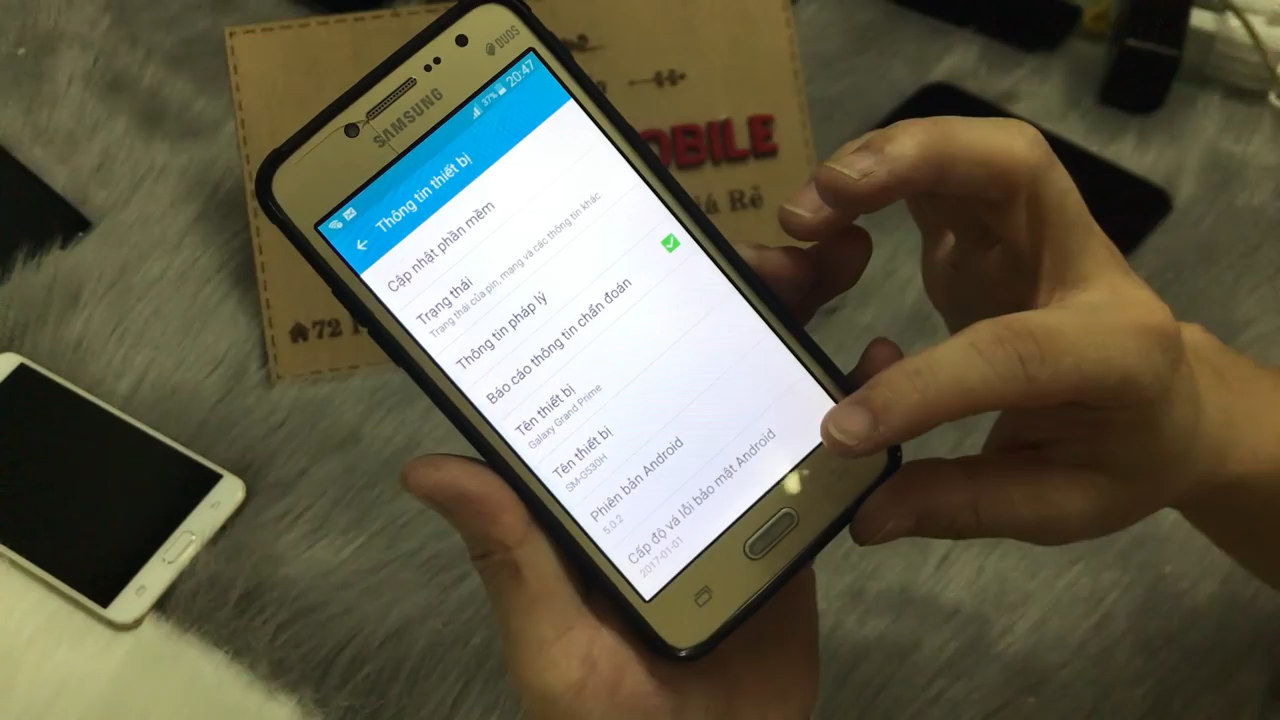 DUOS
SAMSUNG
37% 20:47
Thông tin thiết bị
Cập nhật phần mềm
Trạng thái
Trạng thái của pin, mạng và các thông tin khác.
Thông tin pháp lý
Báo cáo thông tin chẩn đoán
Tên thiết bị
Galaxy Grand Prime
Tên thiết bị
SM-G530H
Phiên bản Android
5.0.2
Cấp độ vá lỗi bảo mật Android
2017-01-01
OBILE
iá Rẻ
72